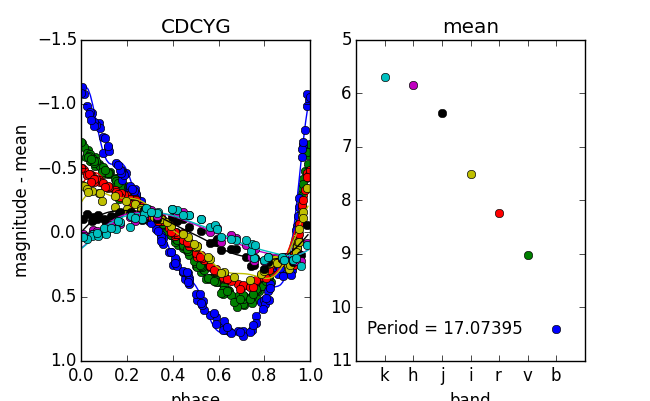 CDCYG
mean
−1.5
−1.0
−0.5
0.0
0.5
1.0
magnitude - mean
0.0 0.2 0.4 0.6 0.8 1.0
phase
5
6
7
8
9
10
11
Period = 17.07395
k h j i r v b
band